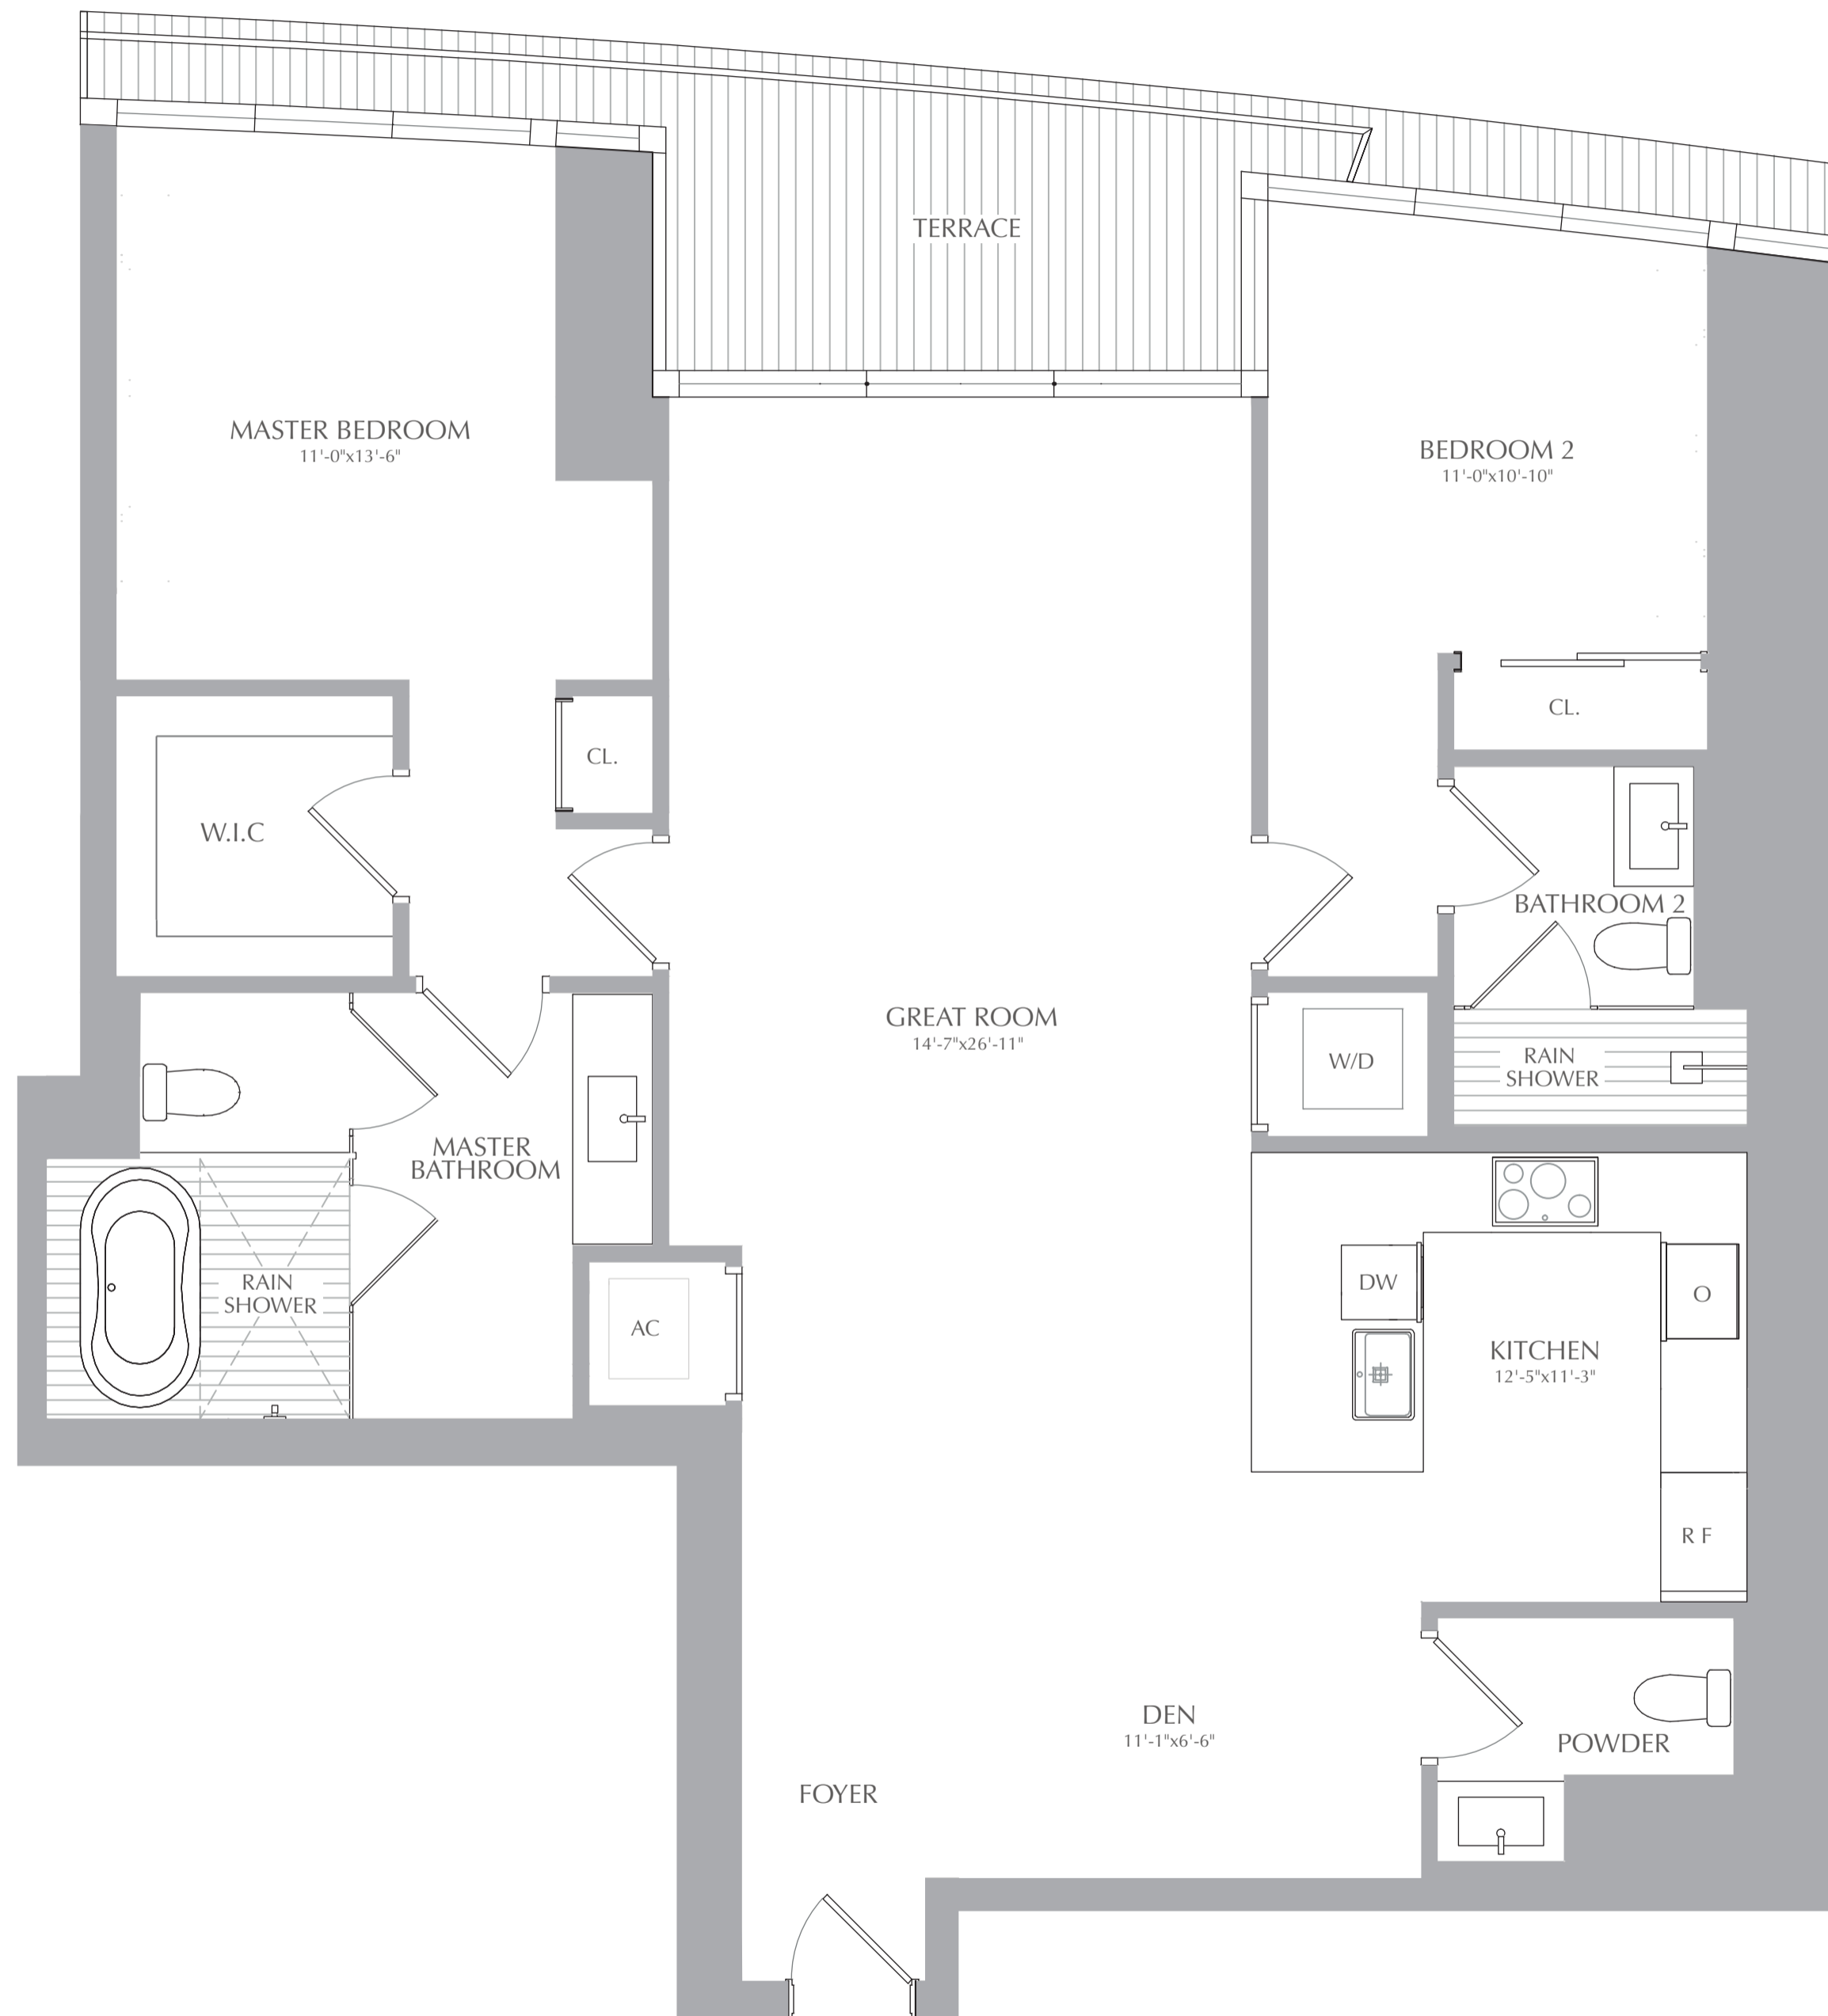 TERRACE
MASTER BEDROOM
11'-0"x13'-6"
BEDROOM 2
11'-0"x10'-10"
CL.
CL.
W.I.C
BATHROOM 2
GREAT ROOM
14'-7"x26'-11"
W/D
RAIN
SHOWER
MASTER
BATHROOM
RAIN
SHOWER
AC
DW
O
KITCHEN
12'-5"x11'-3"
R F
DEN
11'-1"x6'-6"
POWDER
FOYER